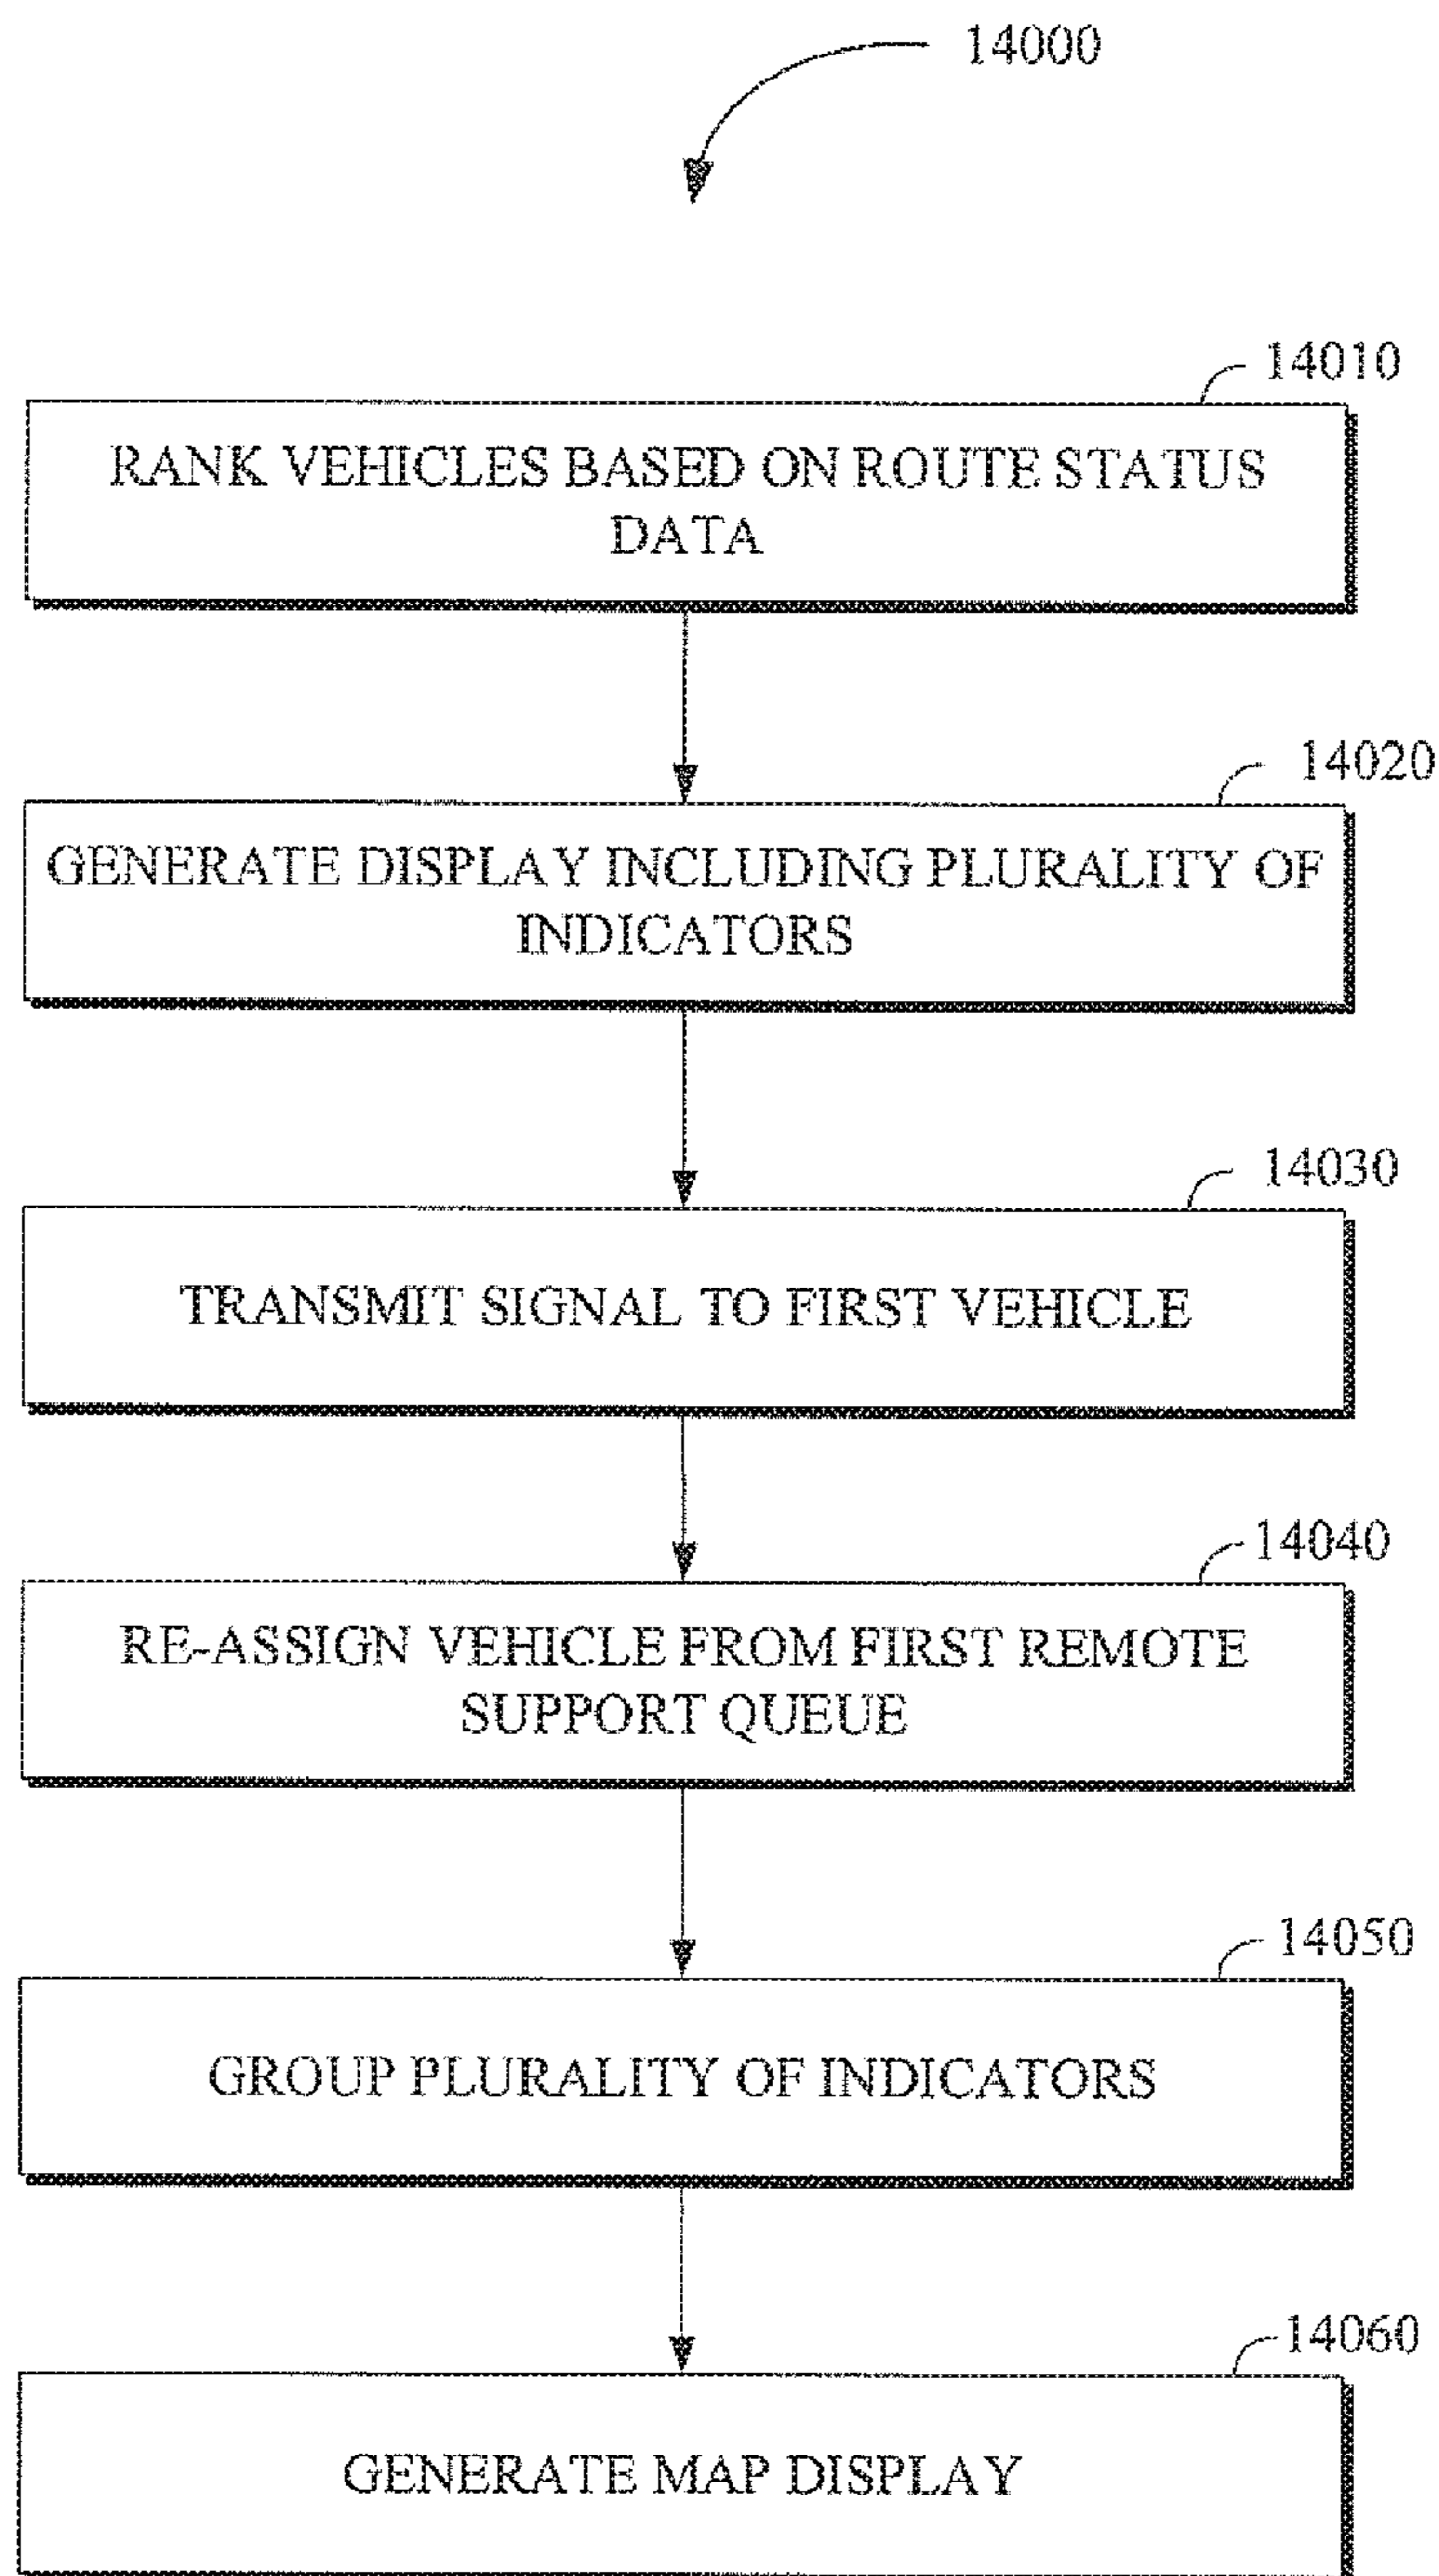 14000
14010
RANK VEHICLES BASED ON ROUTE STATUS
DATA
14020
GENERATE DISPLAY INCLUDING PLURALITY OF
INDICATORS
14030
TRANSMIT SIGNAL TO FIRST VEHICLE
14040
RE-ASSIGN VEHICLE FROM FIRST REMOTE
SUPPORT QUEUE
14050
GROUP PLURALITY OF INDICATORS
14060
GENERATE MAP DISPLAY